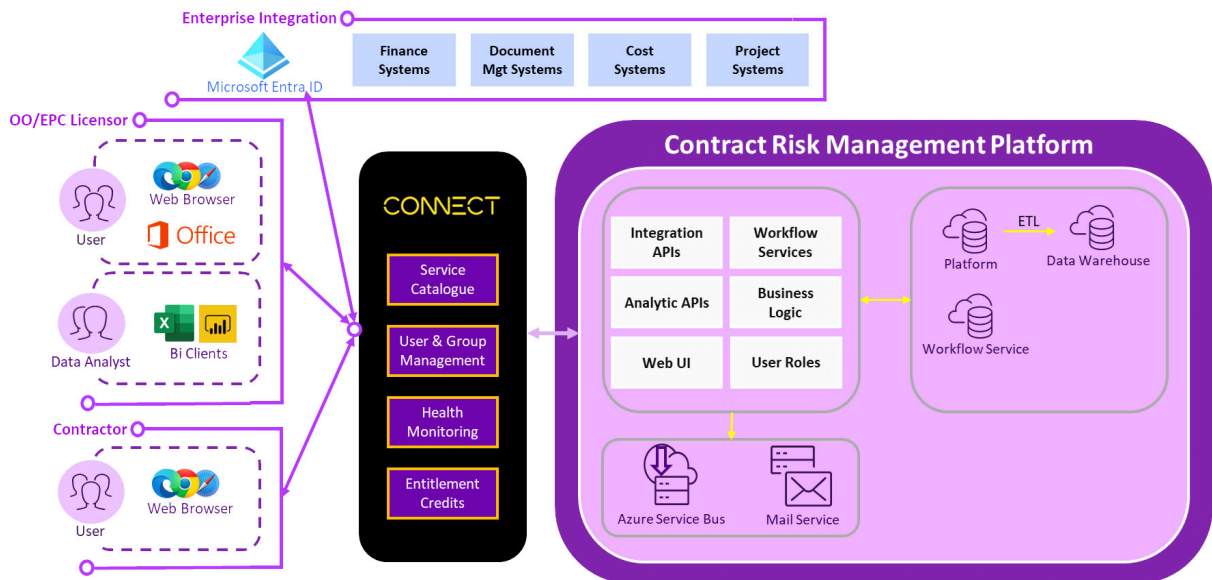 Enterprise Integration
Microsoft Entra ID
Finance
Systems
Document
Mgt Systems
Cost
Systems
Project
Systems
OO/EPC Licensor
User
Web Browser
Office
Data Analyst
X
Bi Clients
Contractor
User
Web Browser
CONNECT
Service
Catalogue
User & Group
Management
Health
Monitoring
Entitlement
Credits
Contract Risk Management Platform
Integration
APIs
Workflow
Services
Analytic APIs
Business
Logic
Web UI
User Roles
Platform
ETL
Data Warehouse
Workflow Service
Azure Service Bus
Mail Service